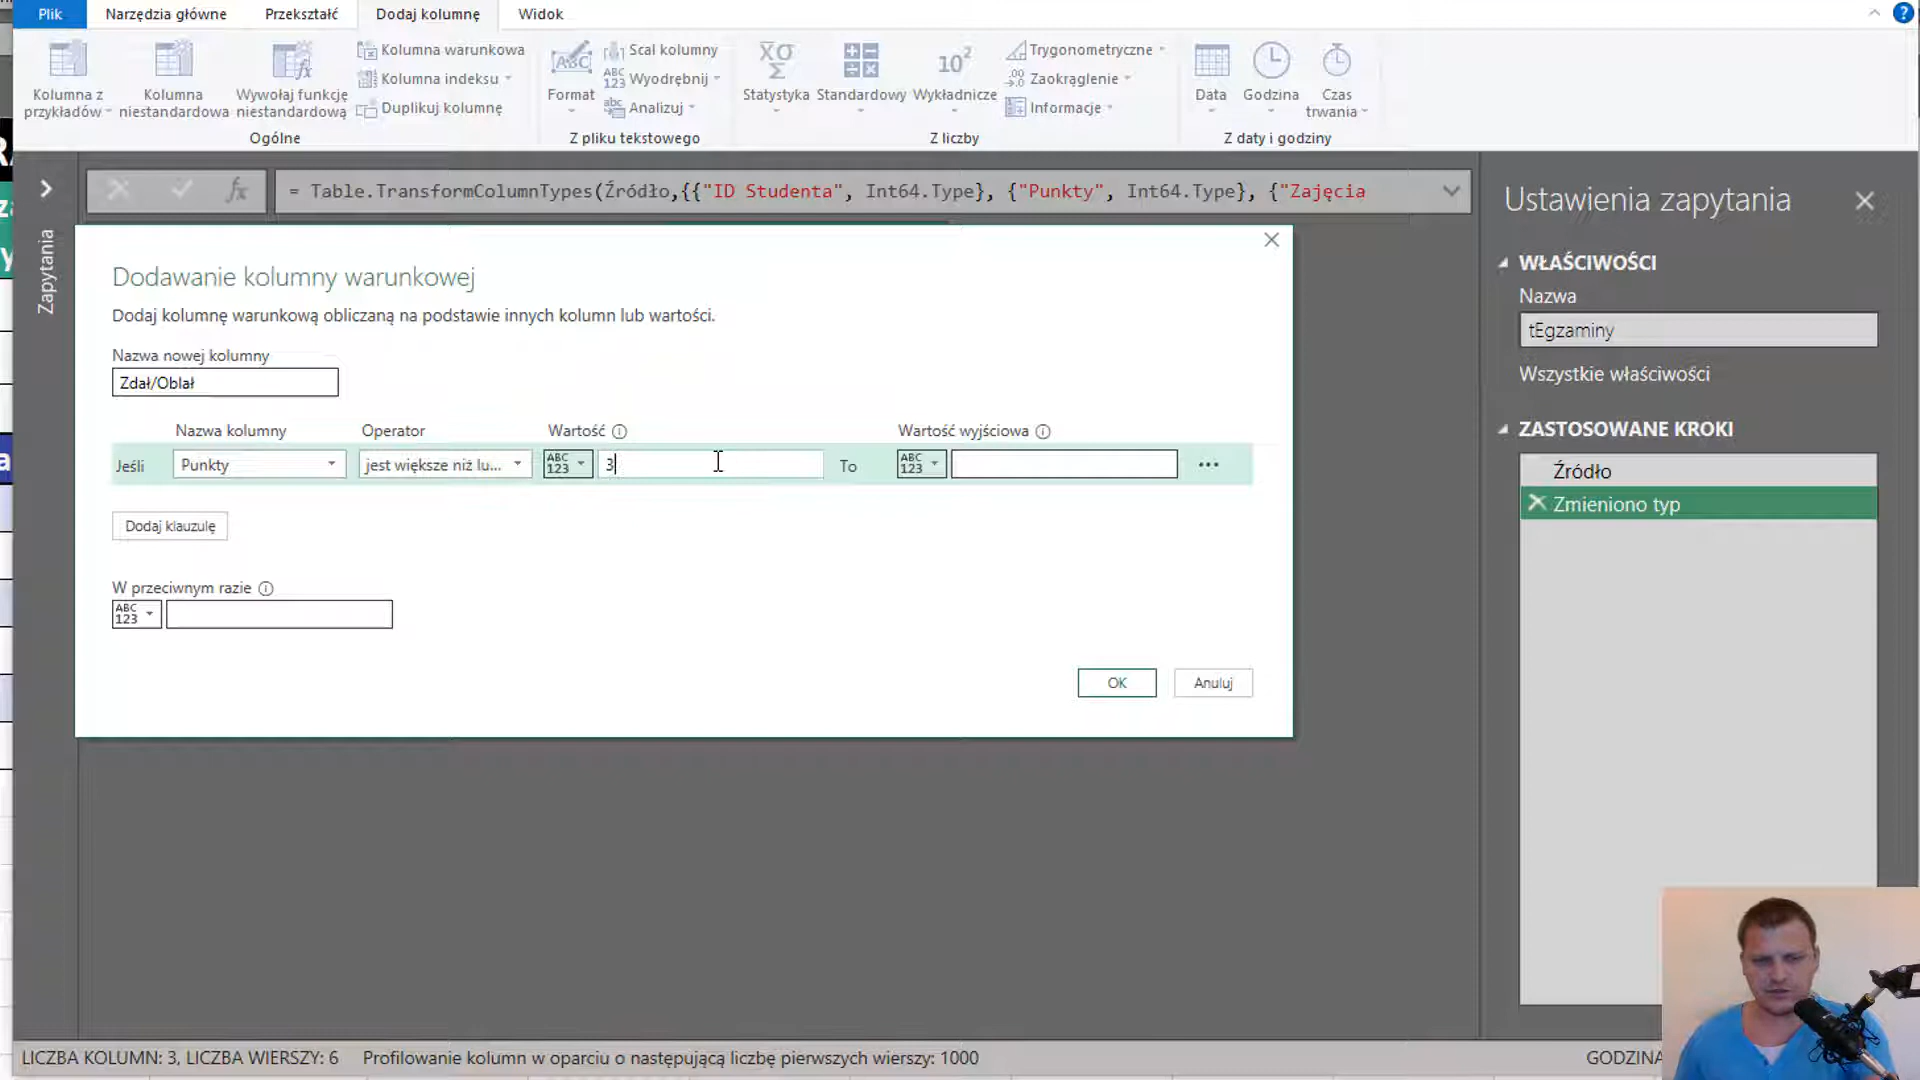 Plik Narzędzia główne Przekształć Dodaj kolumnę Widok
Kolumna z przykładów
Kolumna niestandardowa
Wywołaj funkcję niestandardową
Kolumna warunkowa
Kolumna indeksu
Duplikuj kolumnę
Ogólne
Format
Scal kolumny
Wyodrębnij
Analizuj
Z pliku tekstowego
Statystyka
Standardowy
Wykładnicze
Trygonometryczne
Zaokrąglenie
Informacje
Z liczby
Data
Godzina
Czas trwania
Z daty i godziny
= Table.TransformColumnTypes(Źródło,{{"ID Studenta", Int64.Type}, {"Punkty", Int64.Type}, {"Zajęcia
Zapytania
Dodawanie kolumny warunkowej
Dodaj kolumnę warunkową obliczaną na podstawie innych kolumn lub wartości.
Nazwa nowej kolumny
Zdał/Oblał
Nazwa kolumny Operator Wartość Wartość wyjściowa
Jeśli Punkty jest większe niż lu... ABC 123 3 To ABC 123
Dodaj klauzulę
W przeciwnym razie
ABC 123
OK Anuluj
Ustawienia zapytania
WŁAŚCIWOŚCI
Nazwa
tEgzaminy
Wszystkie właściwości
ZASTOSOWANE KROKI
Źródło
Zmieniono typ
LICZBA KOLUMN: 3, LICZBA WIERSZY: 6 Profilowanie kolumn w oparciu o następującą liczbę pierwszych wierszy: 1000 GODZINA